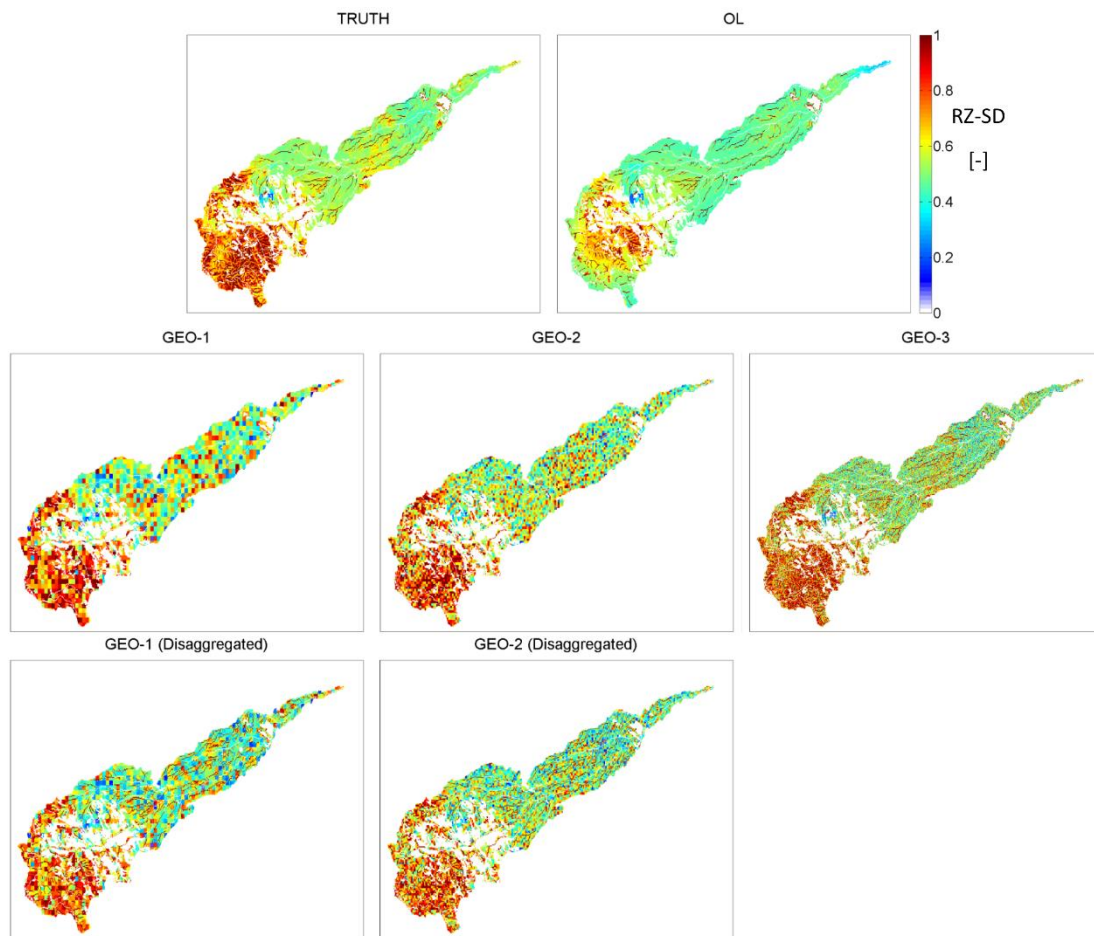 TRUTH
OL
1
0.8
RZ-SD
0.6
[-]
0.4
0.2
0
GEO-1
GEO-2
GEO-3
GEO-1 (Disaggregated)
GEO-2 (Disaggregated)